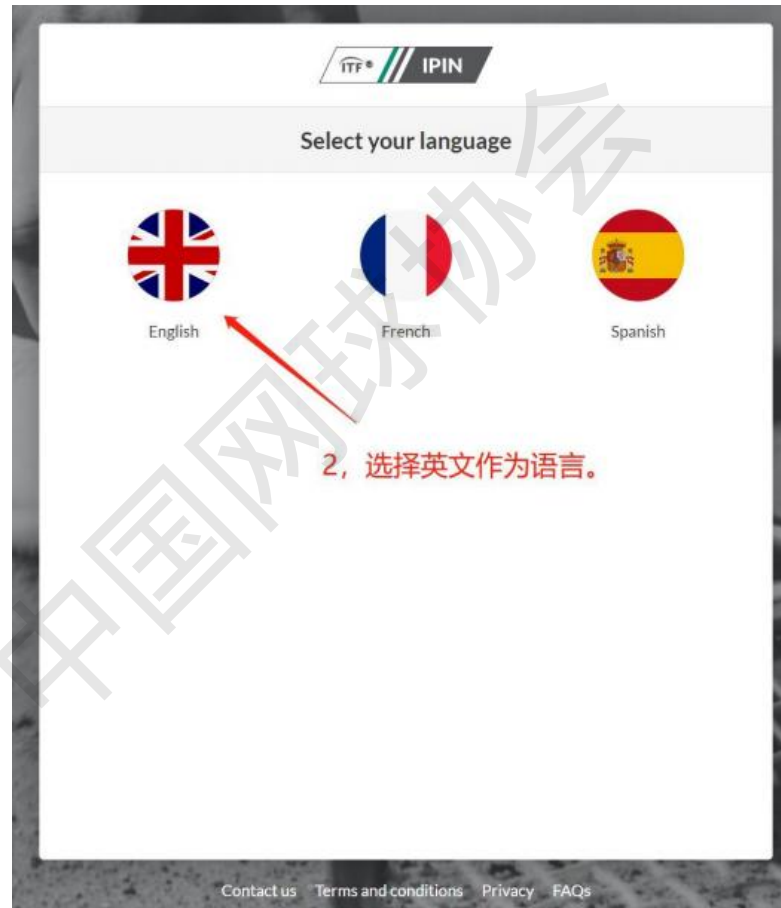 ITF® IPIN
Select your language
English French Spanish
2，选择英文作为语言。
中国网球协会
Contact us Terms and conditions Privacy FAQs